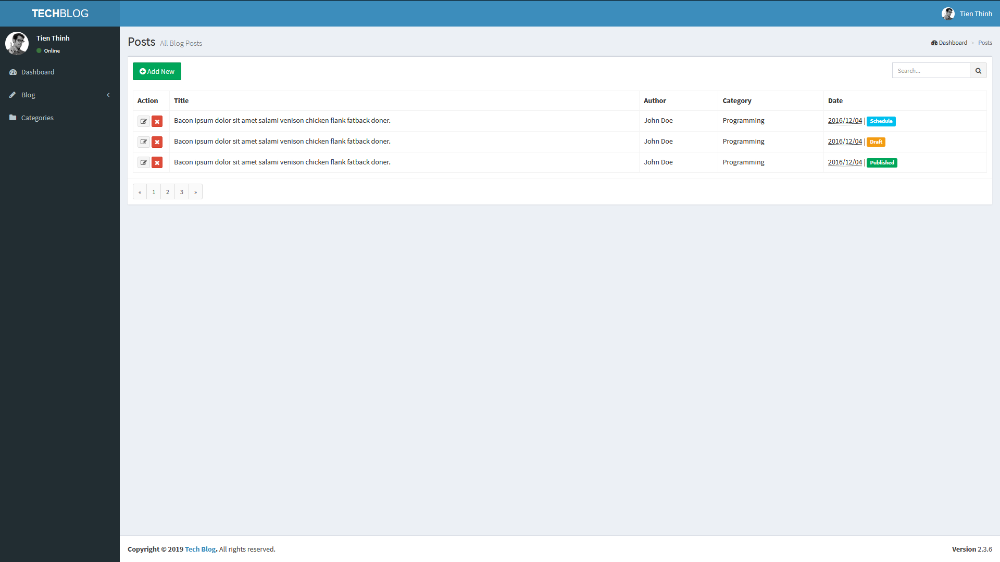 TECHBLOG
Tien Thinh
Tien Thinh
Online
Dashboard
Blog
Categories
Posts All Blog Posts
Dashboard > Posts
Add New
Search...
Action Title Author Category Date
Bacon ipsum dolor sit amet salami venison chicken flank fatback doner. John Doe Programming 2016/12/04 | Schedule
Bacon ipsum dolor sit amet salami venison chicken flank fatback doner. John Doe Programming 2016/12/04 | Draft
Bacon ipsum dolor sit amet salami venison chicken flank fatback doner. John Doe Programming 2016/12/04 | Published
« 1 2 3 »
Copyright © 2019 Tech Blog. All rights reserved.
Version 2.3.6